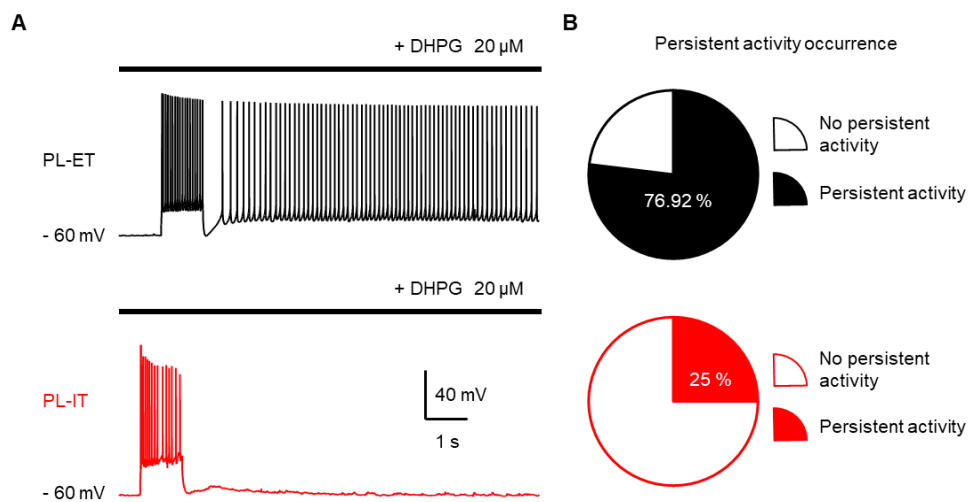 A
+ DHPG 20 µM
PL-ET
- 60 mV
+ DHPG 20 µM
PL-IT
40 mV
1 s
- 60 mV
B
Persistent activity occurrence
76.92 %
No persistent
activity
Persistent activity
25 %
No persistent
activity
Persistent activity